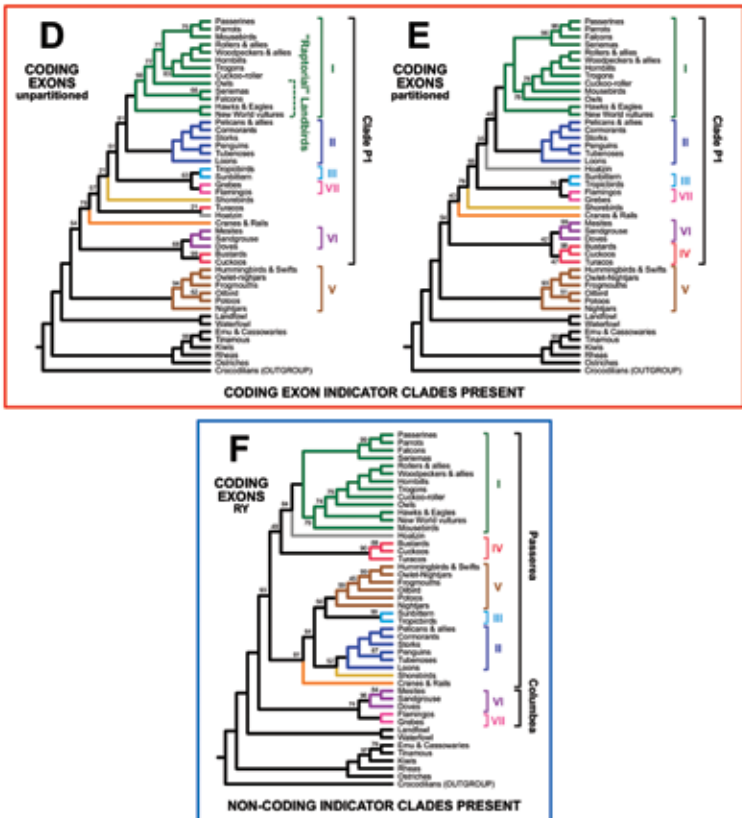 D
CODING
EXONS
unpartitioned
Passerines
Parrots
Mousebirds
Rollers & allies
Woodpeckers & allies
Hornbills
Trogons
Cuckoo-roller
Owls
Seriemas
Falcons
Hawks & Eagles
New World vultures
Pelicans & allies
Cormorants
Storks
Penguins
Tubenoses
Loons
Tropicbirds
Sunbittern
Grebes
Flamingos
Shorebirds
Turacos
Hoatzin
Cranes & Rails
Mesites
Sandgrouse
Doves
Bustards
Cuckoos
Hummingbirds & Swifts
Owlet-nightjars
Frogmouths
Oilbird
Potoos
Nightjars
Landfowl
Waterfowl
Emu & Cassowaries
Tinamous
Kiwis
Rheas
Ostriches
Crocodilians (OUTGROUP)
"Raptorial" Landbirds
I
II
III
VII
VI
V
Clade P1
E
CODING
EXONS
partitioned
Passerines
Parrots
Falcons
Seriemas
Rollers & allies
Woodpeckers & allies
Hornbills
Trogons
Cuckoo-roller
Mousebirds
Owls
Hawks & Eagles
New World vultures
Pelicans & allies
Cormorants
Storks
Penguins
Tubenoses
Loons
Hoatzin
Sunbittern
Tropicbirds
Flamingos
Grebes
Shorebirds
Cranes & Rails
Mesites
Sandgrouse
Doves
Bustards
Cuckoos
Turacos
Hummingbirds & Swifts
Owlet-Nightjars
Frogmouths
Oilbird
Potoos
Nightjars
Landfowl
Waterfowl
Emu & Cassowaries
Tinamous
Kiwis
Rheas
Ostriches
Crocodilians (OUTGROUP)
I
II
III
VII
VI
IV
V
Clade P1
CODING EXON INDICATOR CLADES PRESENT
F
CODING
EXONS
RY
Passerines
Parrots
Falcons
Seriemas
Rollers & allies
Woodpeckers & allies
Hornbills
Trogons
Cuckoo-roller
Owls
Hawks & Eagles
New World vultures
Mousebirds
Hoatzin
Bustards
Cuckoos
Turacos
Hummingbirds & Swifts
Owlet-Nightjars
Frogmouths
Oilbird
Potoos
Nightjars
Sunbittern
Tropicbirds
Pelicans & allies
Cormorants
Storks
Penguins
Tubenoses
Loons
Shorebirds
Cranes & Rails
Mesites
Sandgrouse
Doves
Flamingos
Grebes
Landfowl
Waterfowl
Emu & Cassowaries
Tinamous
Kiwis
Rheas
Ostriches
Crocodilians (OUTGROUP)
I
IV
V
III
II
VI
VII
Passerea
Columbea
NON-CODING INDICATOR CLADES PRESENT